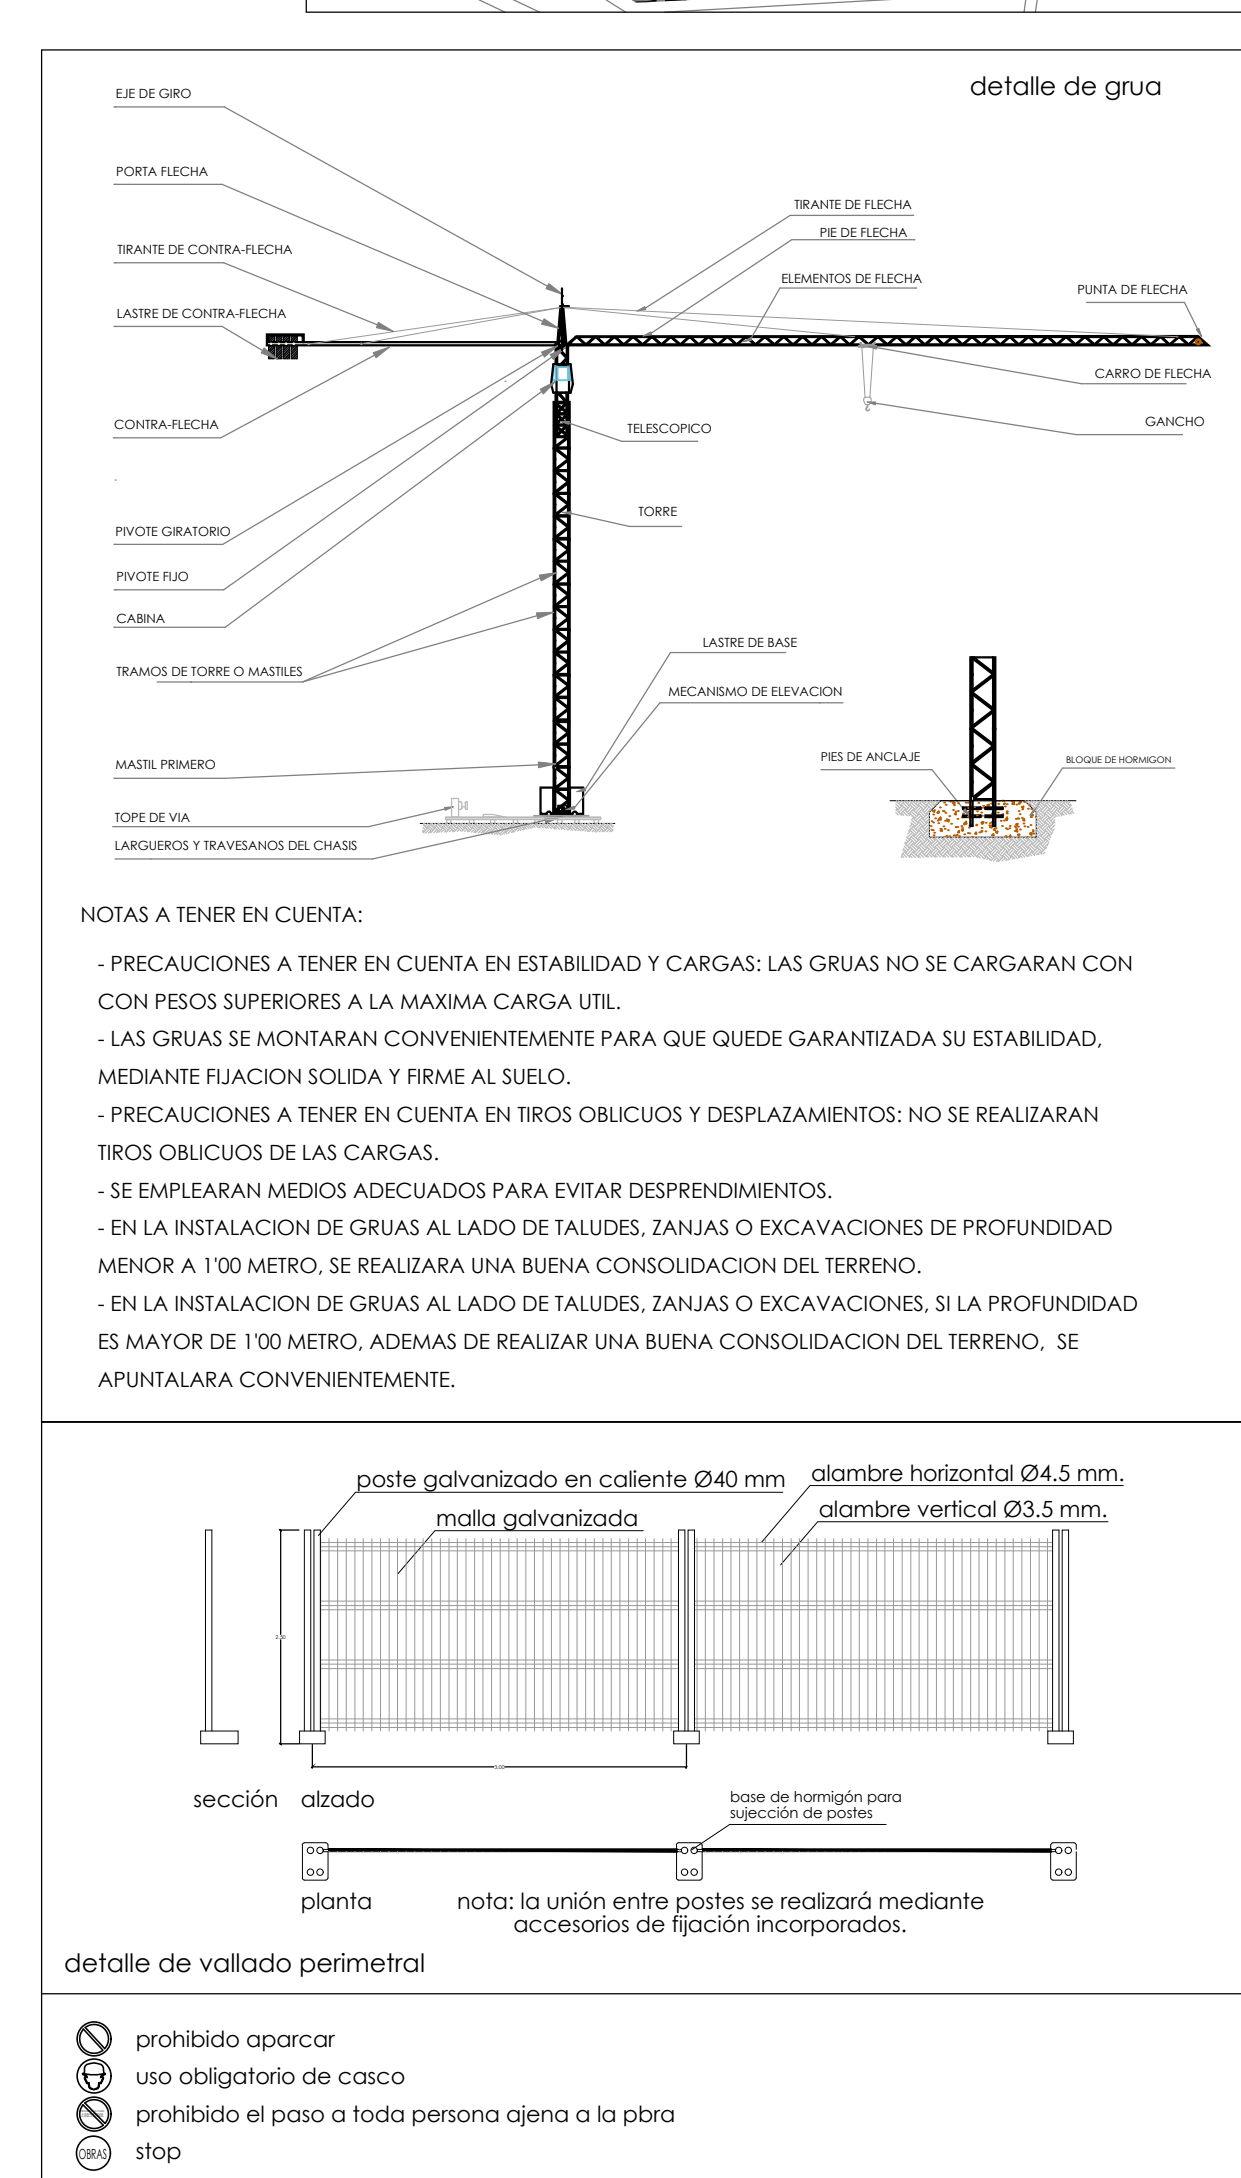 detalle de grua
EJE DE GIRO
PORTA FLECHA
TIRANTE DE FLECHA
PIE DE FLECHA
TIRANTE DE CONTRA-FLECHA
ELEMENTOS DE FLECHA
PUNTA DE FLECHA
LASTRE DE CONTRA-FLECHA
CARRO DE FLECHA
CONTRA-FLECHA
TELESCOPICO
GANCHO
TORRE
PIVOTE GIRATORIO
PIVOTE FIJO
CABINA
LASTRE DE BASE
TRAMOS DE TORRE O MASTILES
MECANISMO DE ELEVACION
MASTIL PRIMERO
PIES DE ANCLAJE
BLOQUE DE HORMIGON
TOPE DE VIA
LARGUEROS Y TRAVESANOS DEL CHASIS
NOTAS A TENER EN CUENTA:
- PRECAUCIONES A TENER EN CUENTA EN ESTABILIDAD Y CARGAS: LAS GRUAS NO SE CARGARAN CON
CON PESOS SUPERIORES A LA MAXIMA CARGA UTIL.
- LAS GRUAS SE MONTARAN CONVENIENTEMENTE PARA QUE QUEDE GARANTIZADA SU ESTABILIDAD,
MEDIANTE FIJACION SOLIDA Y FIRME AL SUELO.
- PRECAUCIONES A TENER EN CUENTA EN TIROS OBLICUOS Y DESPLAZAMIENTOS: NO SE REALIZARAN
TIROS OBLICUOS DE LAS CARGAS.
- SE EMPLEARAN MEDIOS ADECUADOS PARA EVITAR DESPRENDIMIENTOS.
- EN LA INSTALACION DE GRUAS AL LADO DE TALUDES, ZANJAS O EXCAVACIONES DE PROFUNDIDAD
MENOR A 1'00 METRO, SE REALIZARA UNA BUENA CONSOLIDACION DEL TERRENO.
- EN LA INSTALACION DE GRUAS AL LADO DE TALUDES, ZANJAS O EXCAVACIONES, SI LA PROFUNDIDAD
ES MAYOR DE 1'00 METRO, ADEMAS DE REALIZAR UNA BUENA CONSOLIDACION DEL TERRENO, SE
APUNTALARA CONVENIENTEMENTE.
poste galvanizado en caliente Ø40 mm
alambre horizontal Ø4.5 mm.
malla galvanizada
alambre vertical Ø3.5 mm.
3.00
sección
alzado
base de hormigón para
sujección de postes
planta
nota: la unión entre postes se realizará mediante
accesorios de fijación incorporados.
detalle de vallado perimetral
prohibido aparcar
uso obligatorio de casco
prohibido el paso a toda persona ajena a la pbra
OBRAS
stop